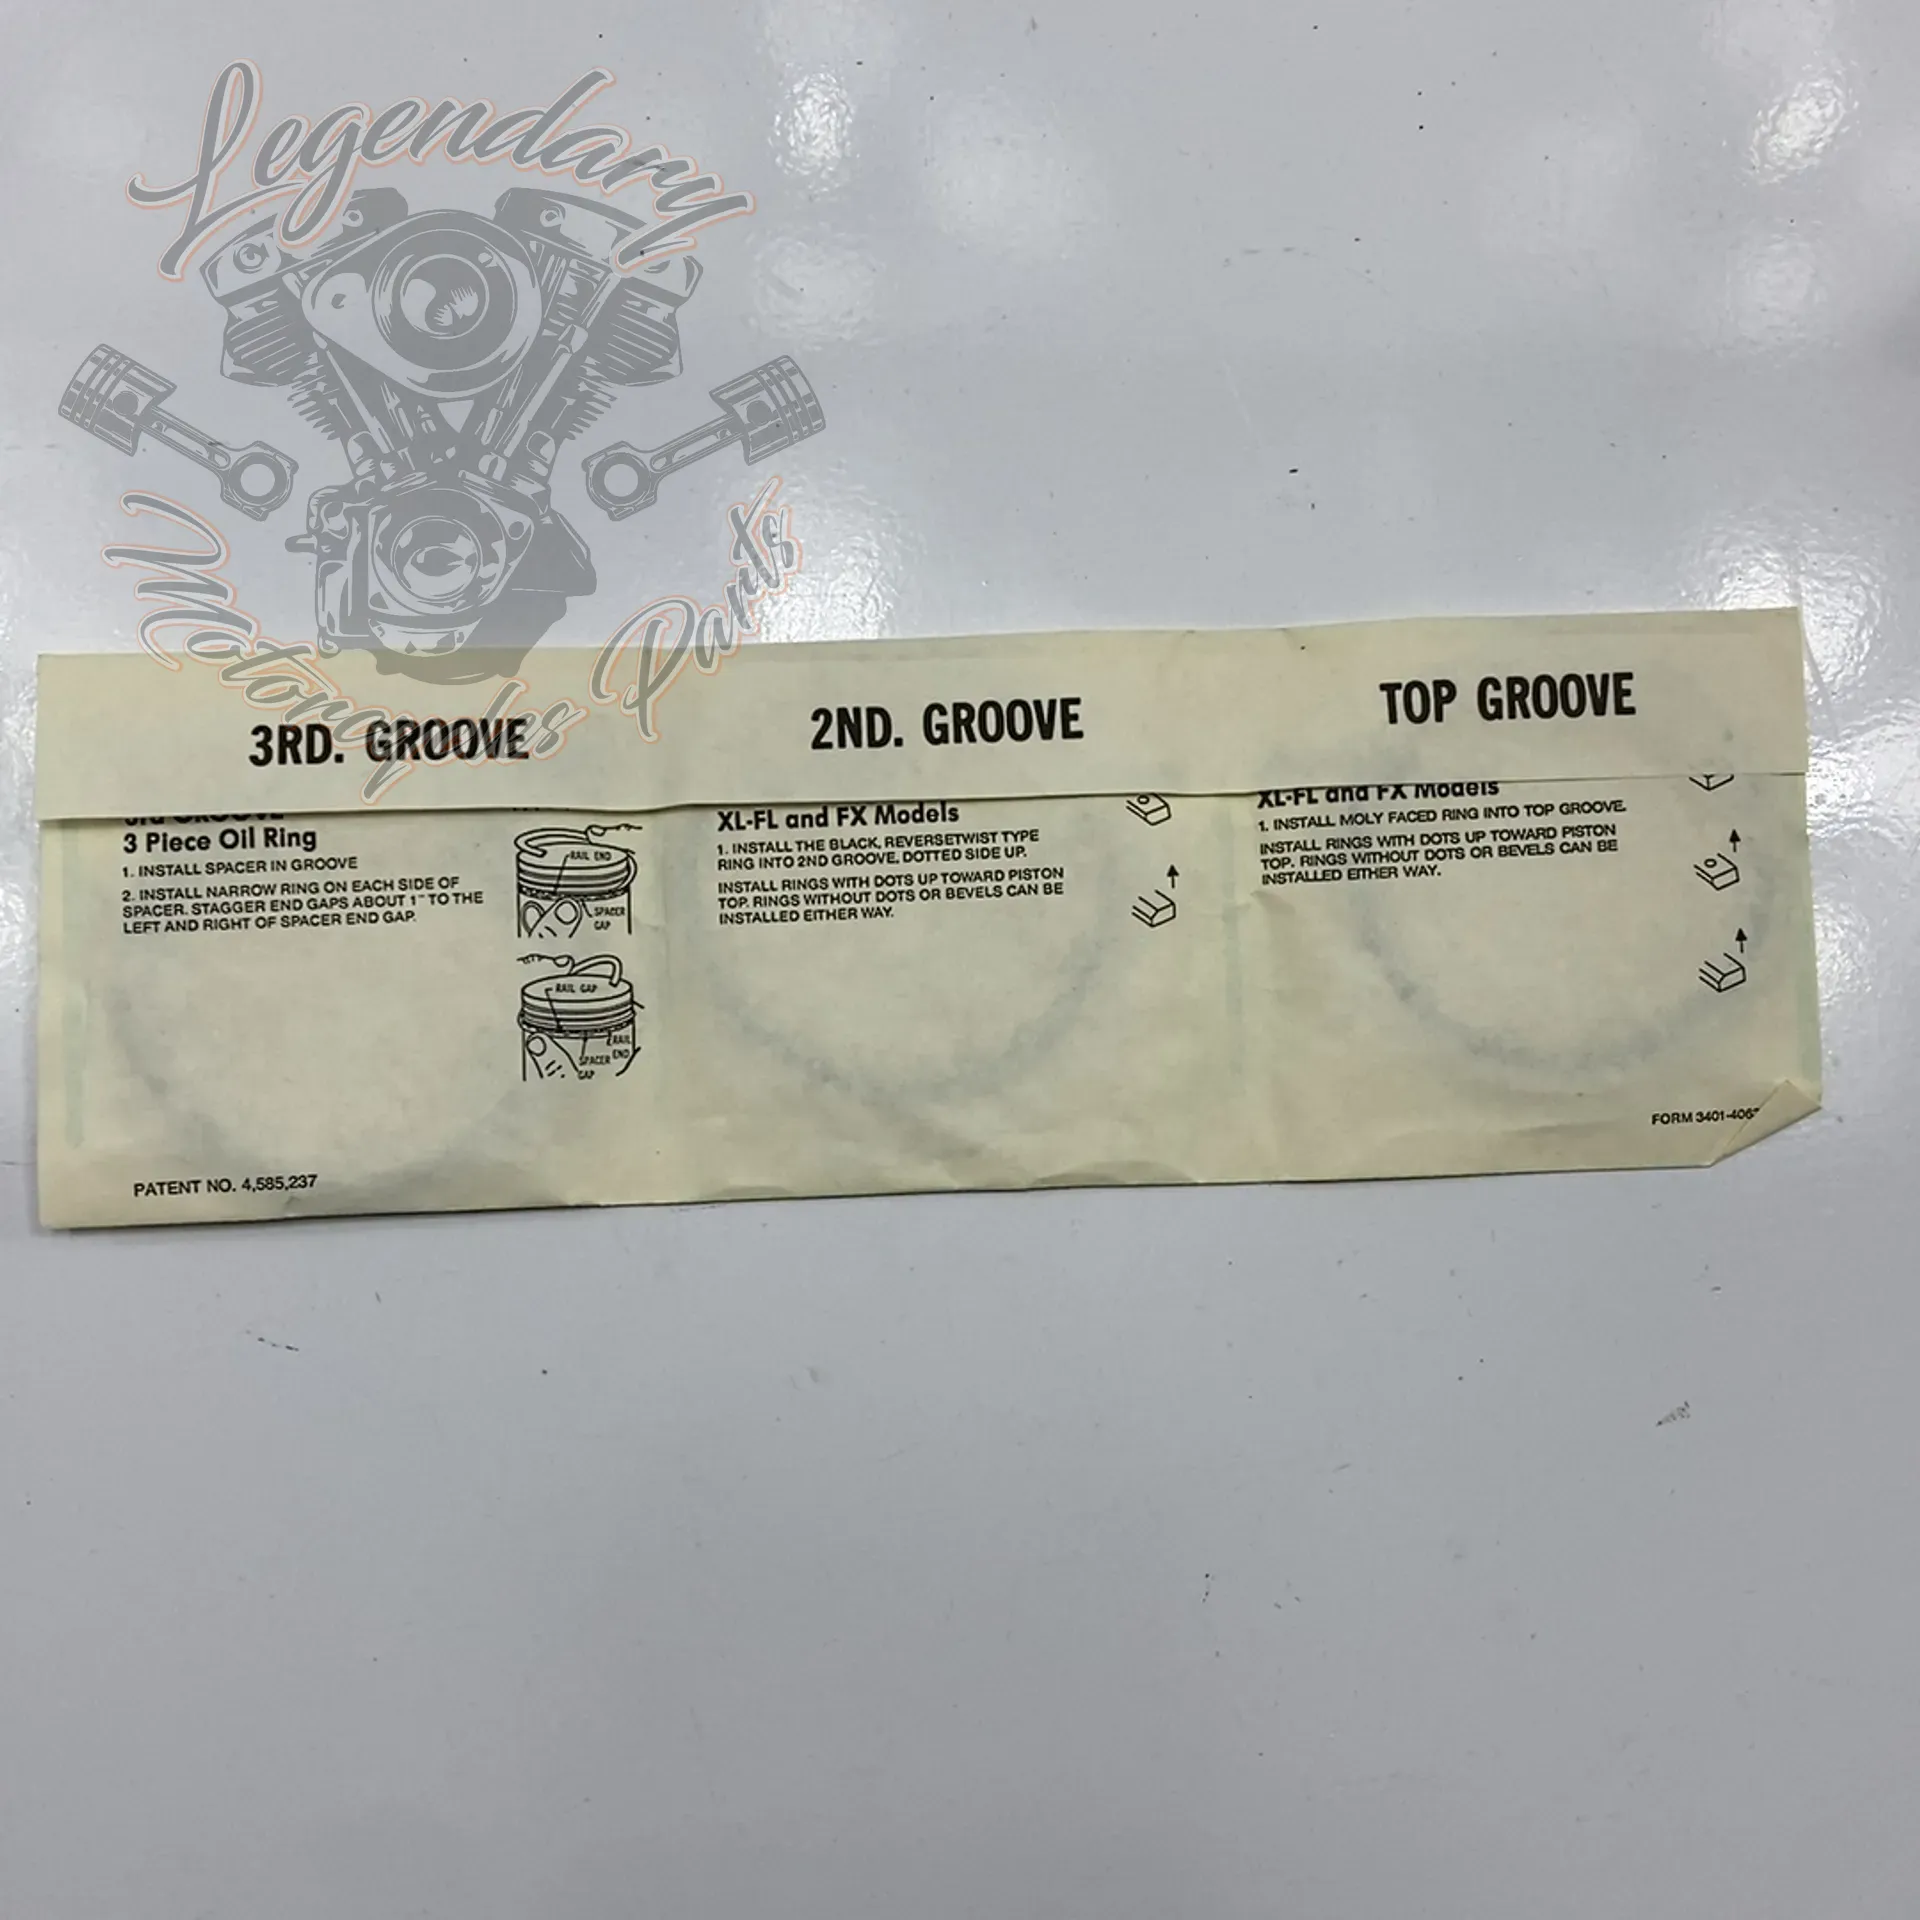 Legendary
Motorcycles Parts
3RD. GROOVE
3rd GROOVE
3 Piece Oil Ring
1. INSTALL SPACER IN GROOVE
2. INSTALL NARROW RING ON EACH SIDE OF
SPACER. STAGGER END GAPS ABOUT 1" TO THE
LEFT AND RIGHT OF SPACER END GAP.
RAIL END
SPACER
GAP
RAIL GAP
RAIL
END
SPACER
GAP
PATENT NO. 4,585,237
2ND. GROOVE
XL-FL and FX Models
1. INSTALL THE BLACK, REVERSETWIST TYPE
RING INTO 2ND GROOVE, DOTTED SIDE UP.
INSTALL RINGS WITH DOTS UP TOWARD PISTON
TOP. RINGS WITHOUT DOTS OR BEVELS CAN BE
INSTALLED EITHER WAY.
TOP GROOVE
XL-FL and FX Models
1. INSTALL MOLY FACED RING INTO TOP GROOVE.
INSTALL RINGS WITH DOTS UP TOWARD PISTON
TOP. RINGS WITHOUT DOTS OR BEVELS CAN BE
INSTALLED EITHER WAY.
FORM 3401-406